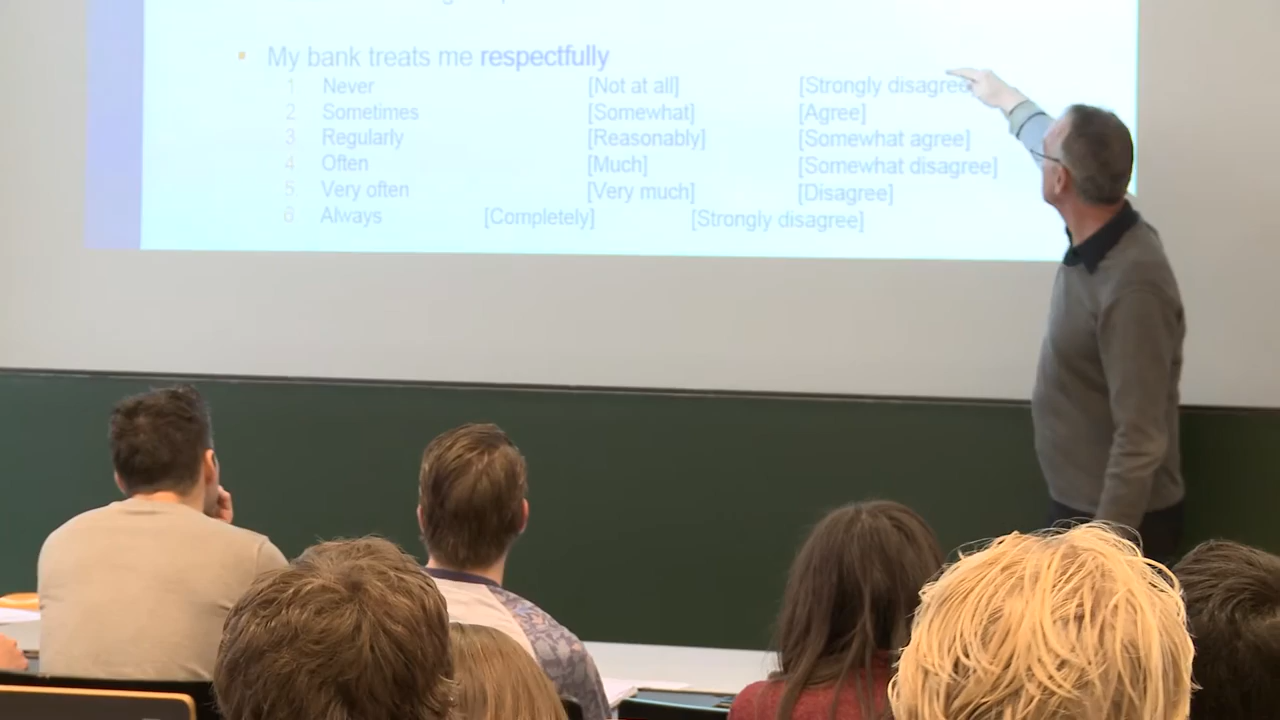 My bank treats me respectfully
1 Never [Not at all] [Strongly disagree
2 Sometimes [Somewhat] [Agree]
3 Regularly [Reasonably] [Somewhat agree]
4 Often [Much] [Somewhat disagree]
5 Very often [Very much] [Disagree]
6 Always [Completely] [Strongly disagree]